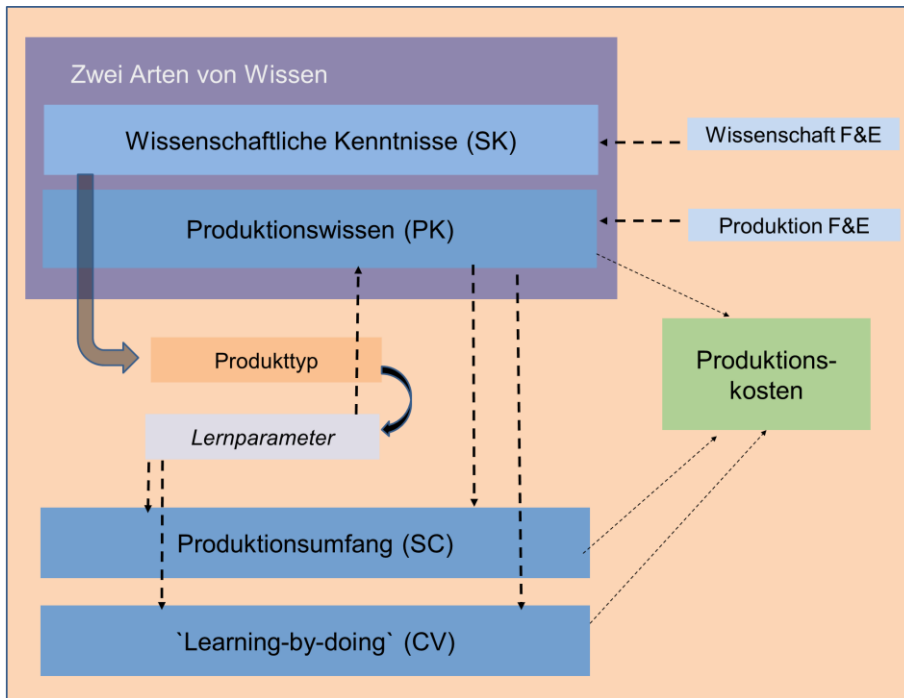 Zwei Arten von Wissen
Wissenschaftliche Kenntnisse (SK)
Wissenschaft F&E
Produktionswissen (PK)
Produktion F&E
Produkttyp
Produktions-
kosten
Lernparameter
Produktionsumfang (SC)
`Learning-by-doing` (CV)